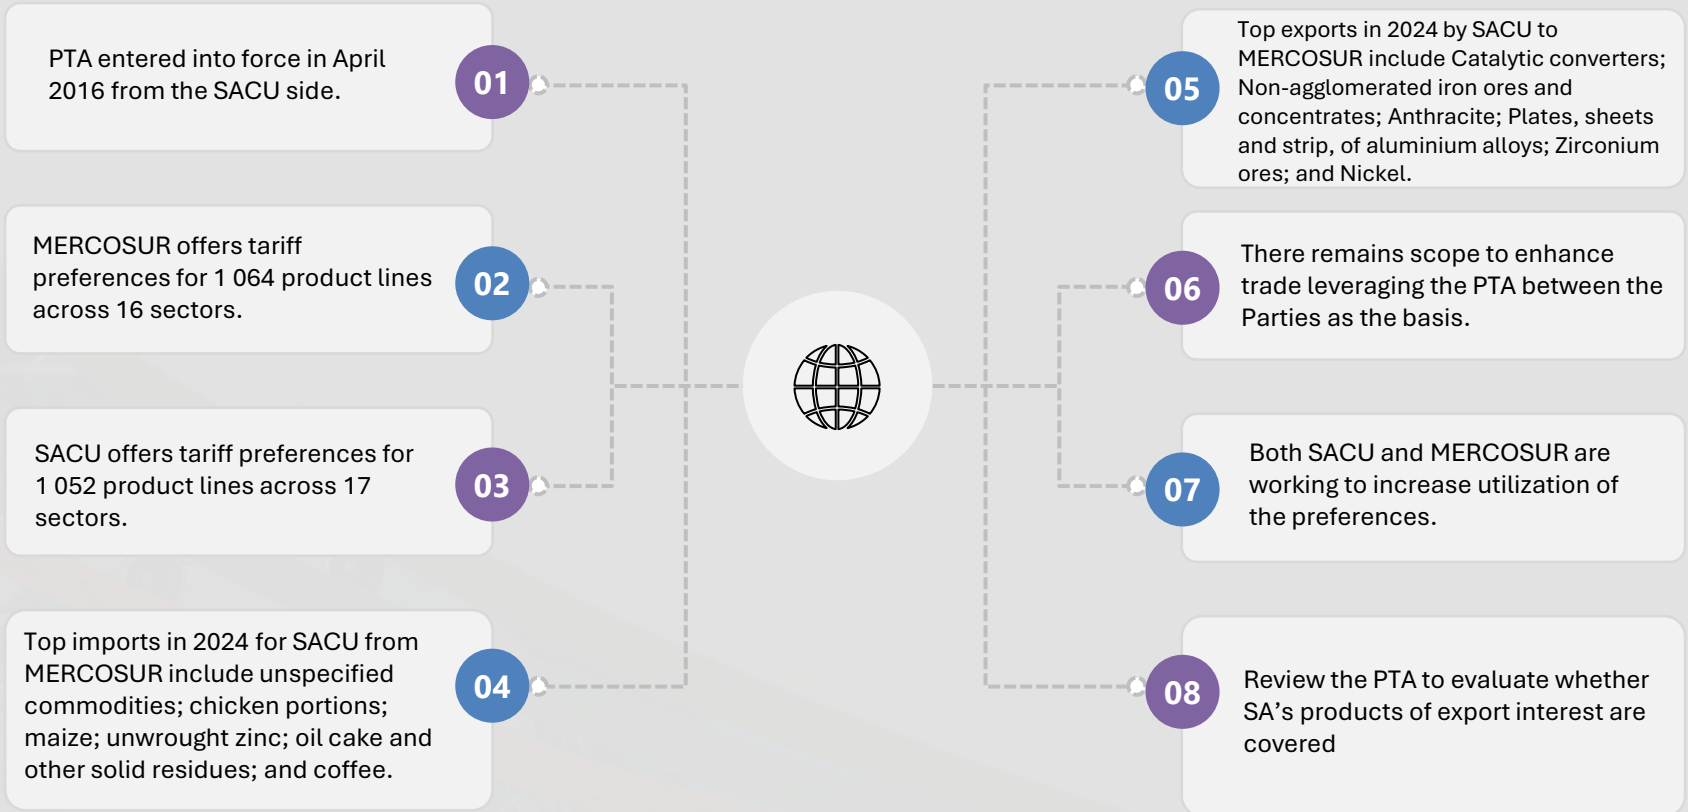 01
PTA entered into force in April
2016 from the SACU side.
02
MERCOSUR offers tariff
preferences for 1 064 product lines
across 16 sectors.
03
SACU offers tariff preferences for
1 052 product lines across 17
sectors.
04
Top imports in 2024 for SACU from
MERCOSUR include unspecified
commodities; chicken portions;
maize; unwrought zinc; oil cake and
other solid residues; and coffee.
05
Top exports in 2024 by SACU to
MERCOSUR include Catalytic converters;
Non-agglomerated iron ores and
concentrates; Anthracite; Plates, sheets
and strip, of aluminium alloys; Zirconium
ores; and Nickel.
06
There remains scope to enhance
trade leveraging the PTA between the
Parties as the basis.
07
Both SACU and MERCOSUR are
working to increase utilization of
the preferences.
08
Review the PTA to evaluate whether
SA’s products of export interest are
covered